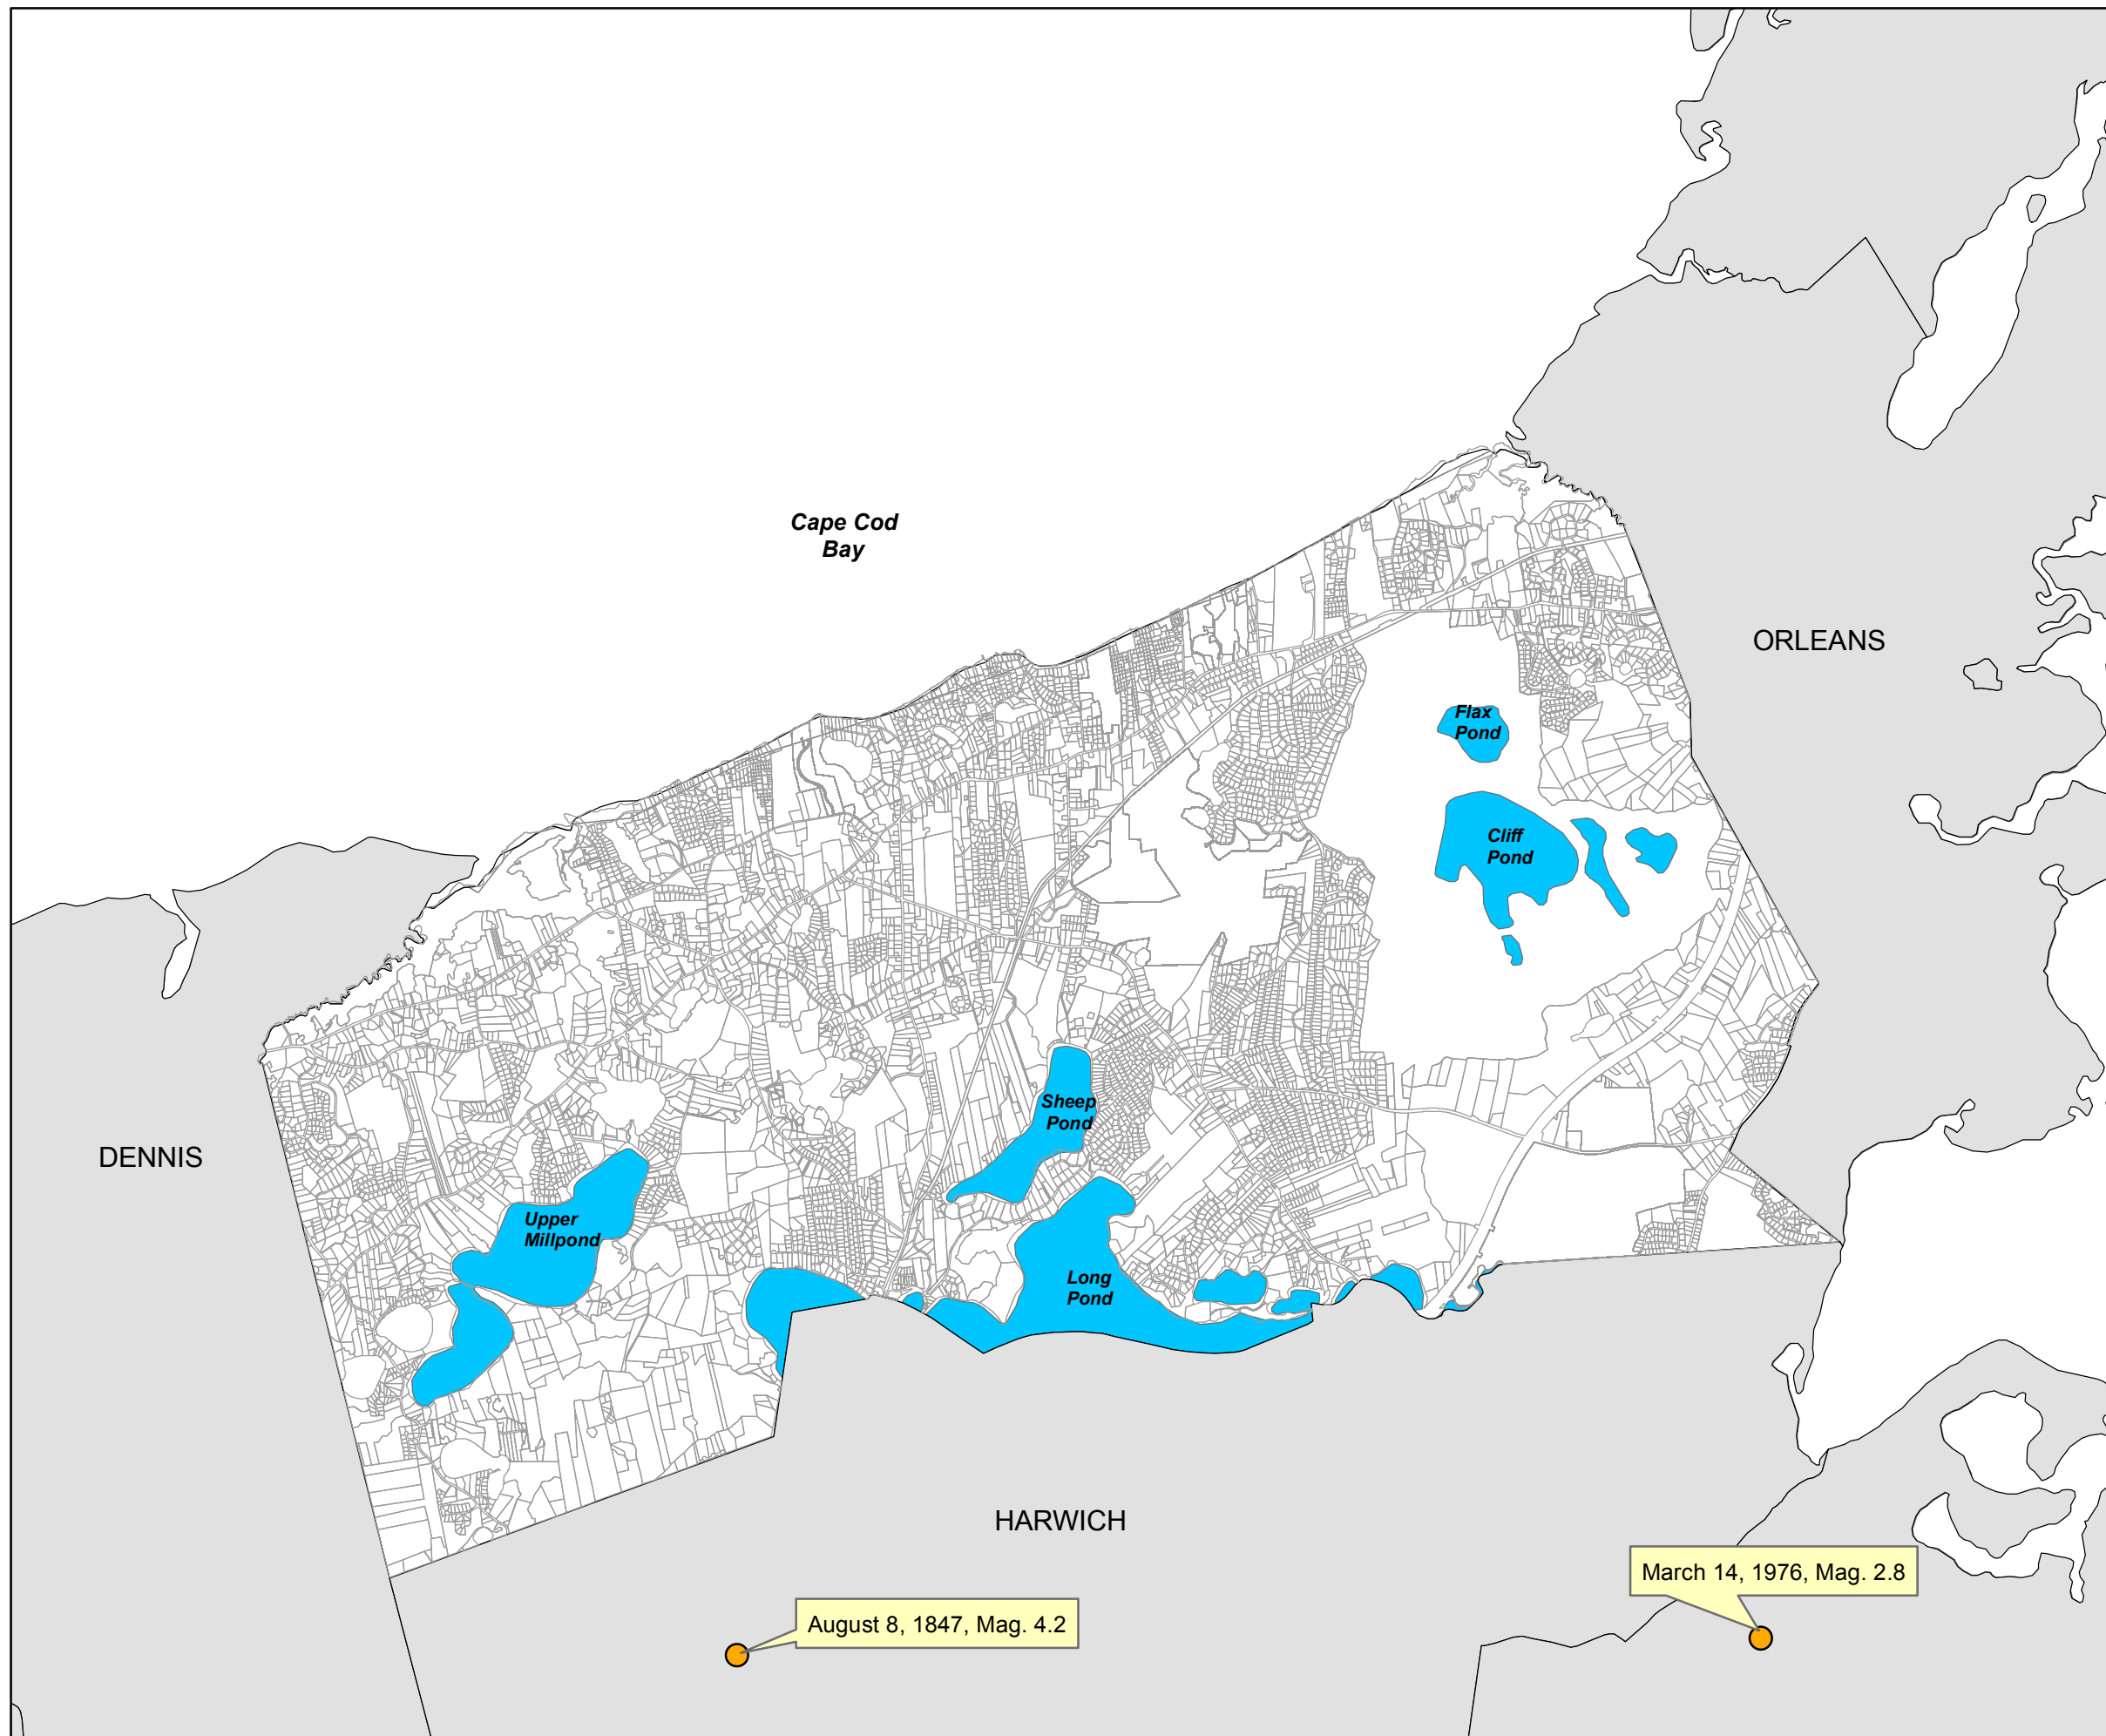 Cape Cod
Bay
ORLEANS
Flax
Pond
Cliff
Pond
Sheep
Pond
DENNIS
Upper
Millpond
Long
Pond
HARWICH
March 14, 1976, Mag. 2.8
August 8, 1847, Mag. 4.2